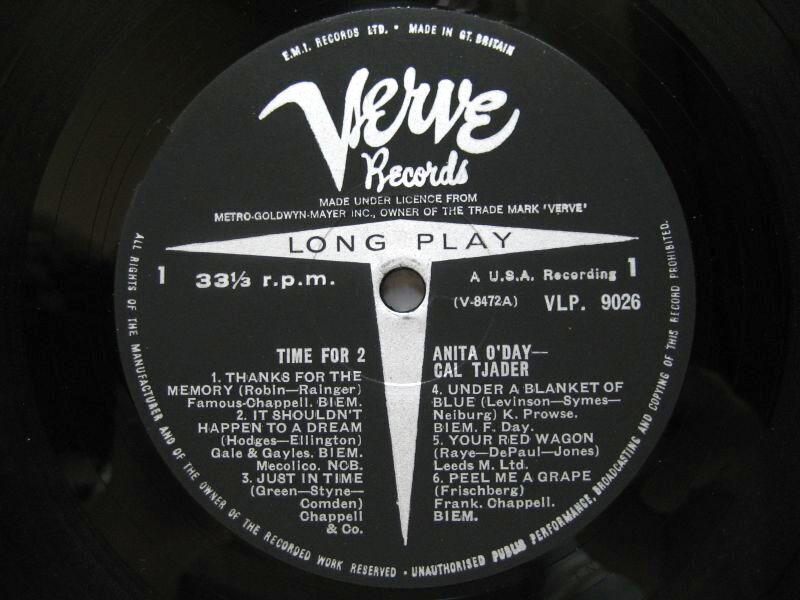 E.M.I. RECORDS LTD. • MADE IN GT. BRITAIN
Verve
Records
MADE UNDER LICENCE FROM
METRO-GOLDWYN-MAYER INC., OWNER OF THE TRADE MARK 'VERVE'
LONG PLAY
1 33⅓ r.p.m.
A U.S.A. Recording 1
(V-8472A) VLP. 9026
TIME FOR 2
1. THANKS FOR THE
MEMORY (Robin—Rainger)
Famous-Chappell. BIEM.
2. IT SHOULDN'T
HAPPEN TO A DREAM
(Hodges—Ellington)
Gale & Gayles. BIEM.
Mecolico. NCB.
3. JUST IN TIME
(Green—Styne—
Comden)
Chappell
& Co.
ANITA O'DAY—
CAL TJADER
4. UNDER A BLANKET OF
BLUE (Levinson—Symes—
Neiburg) K. Prowse.
BIEM. F. Day.
5. YOUR RED WAGON
(Raye—DePaul—Jones)
Leeds M. Ltd.
6. PEEL ME A GRAPE
(Frischberg)
Frank. Chappell.
BIEM.
ALL RIGHTS OF THE MANUFACTURER AND OF THE OWNER OF THE RECORDED WORK RESERVED • UNAUTHORISED PUBLIC PERFORMANCE, BROADCASTING AND COPYING OF THIS RECORD PROHIBITED.